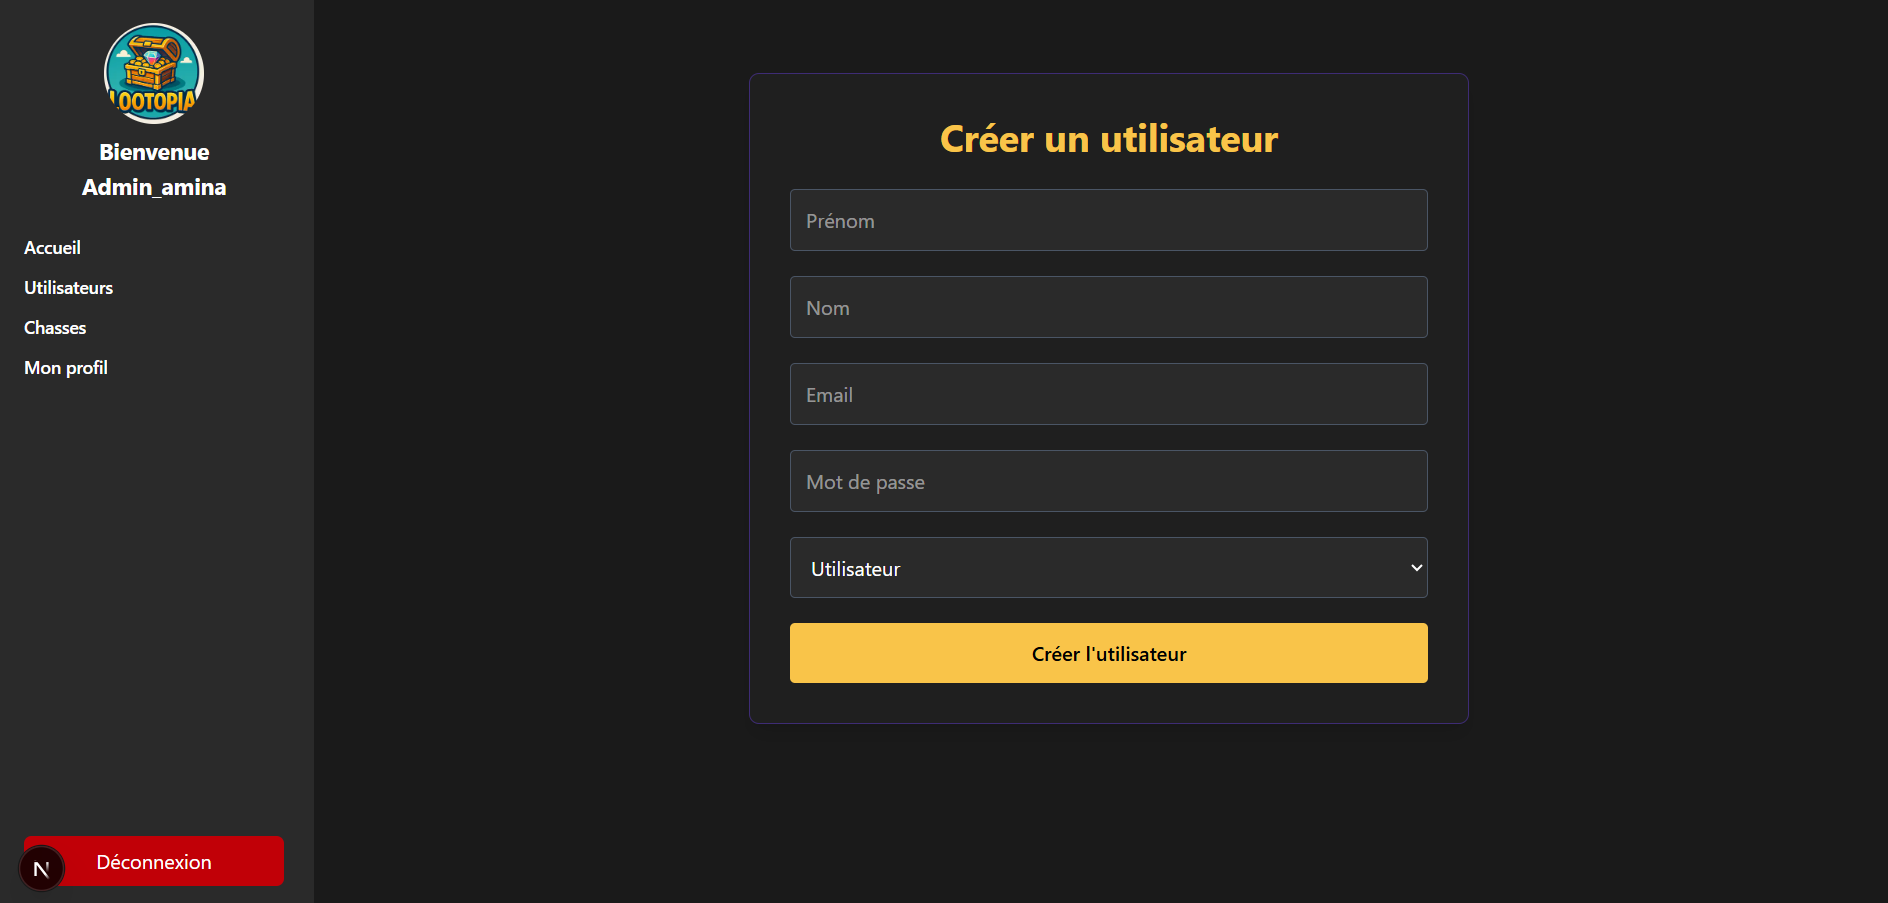 LOOTOPIA
Bienvenue
Admin_amina
Accueil
Utilisateurs
Chasses
Mon profil
Déconnexion
N
Créer un utilisateur
Prénom
Nom
Email
Mot de passe
Utilisateur
Créer l'utilisateur